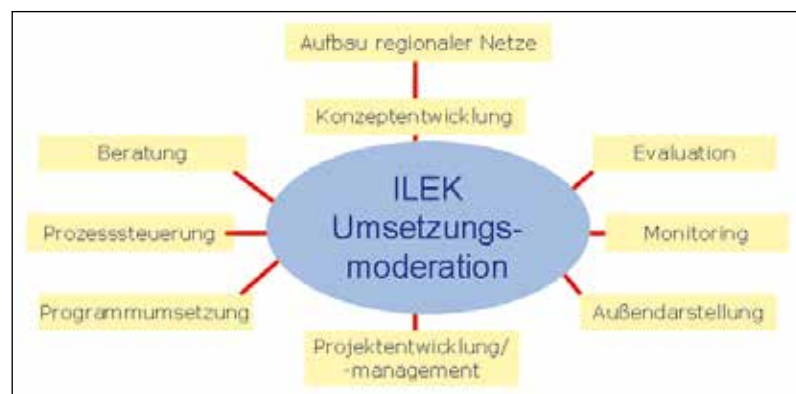 Aufbau regionaler Netze
Konzeptentwicklung
Beratung
Evaluation
ILEK
Umsetzungs-
moderation
Prozesssteuerung
Monitoring
Programmumsetzung
Außendarstellung
Projektentwicklung/
-management